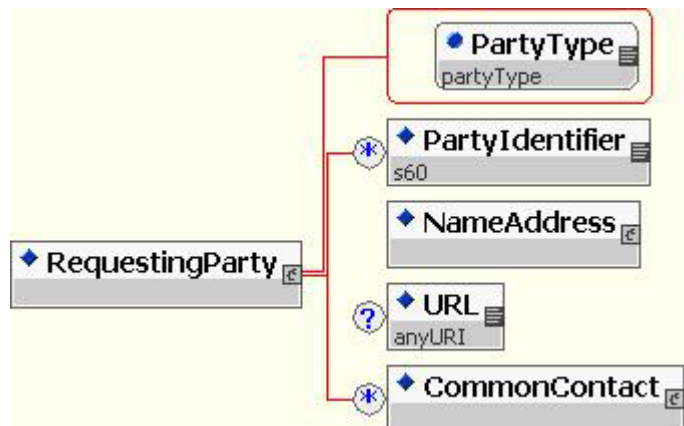 PartyType
partyType
* PartyIdentifier
s60
NameAddress
RequestingParty
? URL
anyURI
* CommonContact